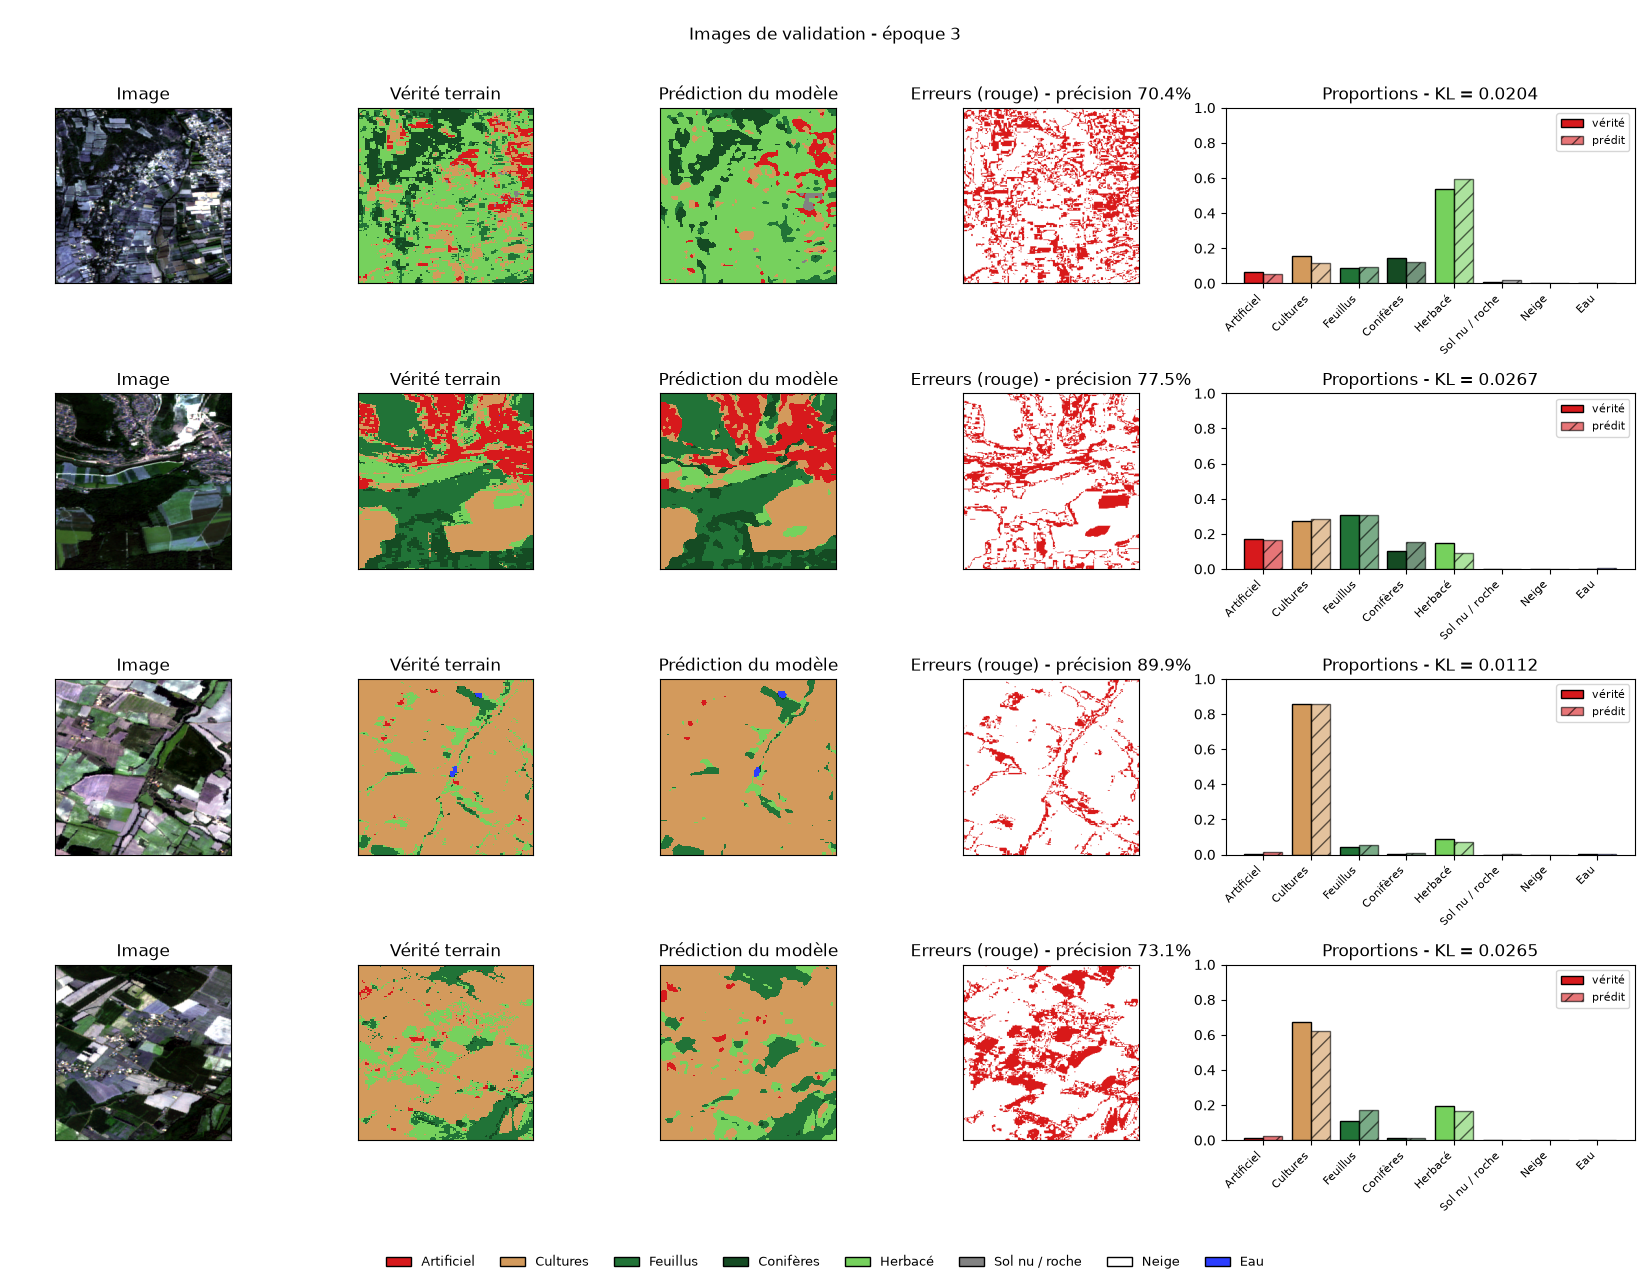 Images de validation - époque 3
Image
Vérité terrain
Prédiction du modèle
Erreurs (rouge) - précision 70.4%
Proportions - KL = 0.0204
1.0
0.8
0.6
0.4
0.2
0.0
vérité
prédit
Artificiel
Cultures
Feuillus
Conifères
Herbacé
Sol nu / roche
Neige
Eau
Image
Vérité terrain
Prédiction du modèle
Erreurs (rouge) - précision 77.5%
Proportions - KL = 0.0267
1.0
0.8
0.6
0.4
0.2
0.0
vérité
prédit
Artificiel
Cultures
Feuillus
Conifères
Herbacé
Sol nu / roche
Neige
Eau
Image
Vérité terrain
Prédiction du modèle
Erreurs (rouge) - précision 89.9%
Proportions - KL = 0.0112
1.0
0.8
0.6
0.4
0.2
0.0
vérité
prédit
Artificiel
Cultures
Feuillus
Conifères
Herbacé
Sol nu / roche
Neige
Eau
Image
Vérité terrain
Prédiction du modèle
Erreurs (rouge) - précision 73.1%
Proportions - KL = 0.0265
1.0
0.8
0.6
0.4
0.2
0.0
vérité
prédit
Artificiel
Cultures
Feuillus
Conifères
Herbacé
Sol nu / roche
Neige
Eau
Artificiel Cultures Feuillus Conifères Herbacé Sol nu / roche Neige Eau